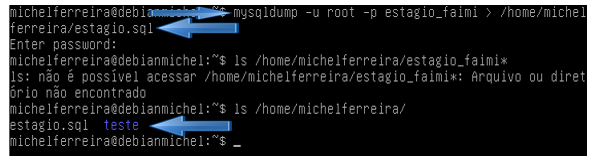 michelferreira@debianmichel:~$ mysqldump -u root -p estagio_faimi > /home/michel
ferreira/estagio.sql
Enter password:
michelferreira@debianmichel:~$ ls /home/michelferreira/estagio_faimi*
ls: não é possível acessar /home/michelferreira/estagio_faimi*: Arquivo ou diret
ório não encontrado
michelferreira@debianmichel:~$ ls /home/michelferreira/
estagio.sql  teste
michelferreira@debianmichel:~$ _